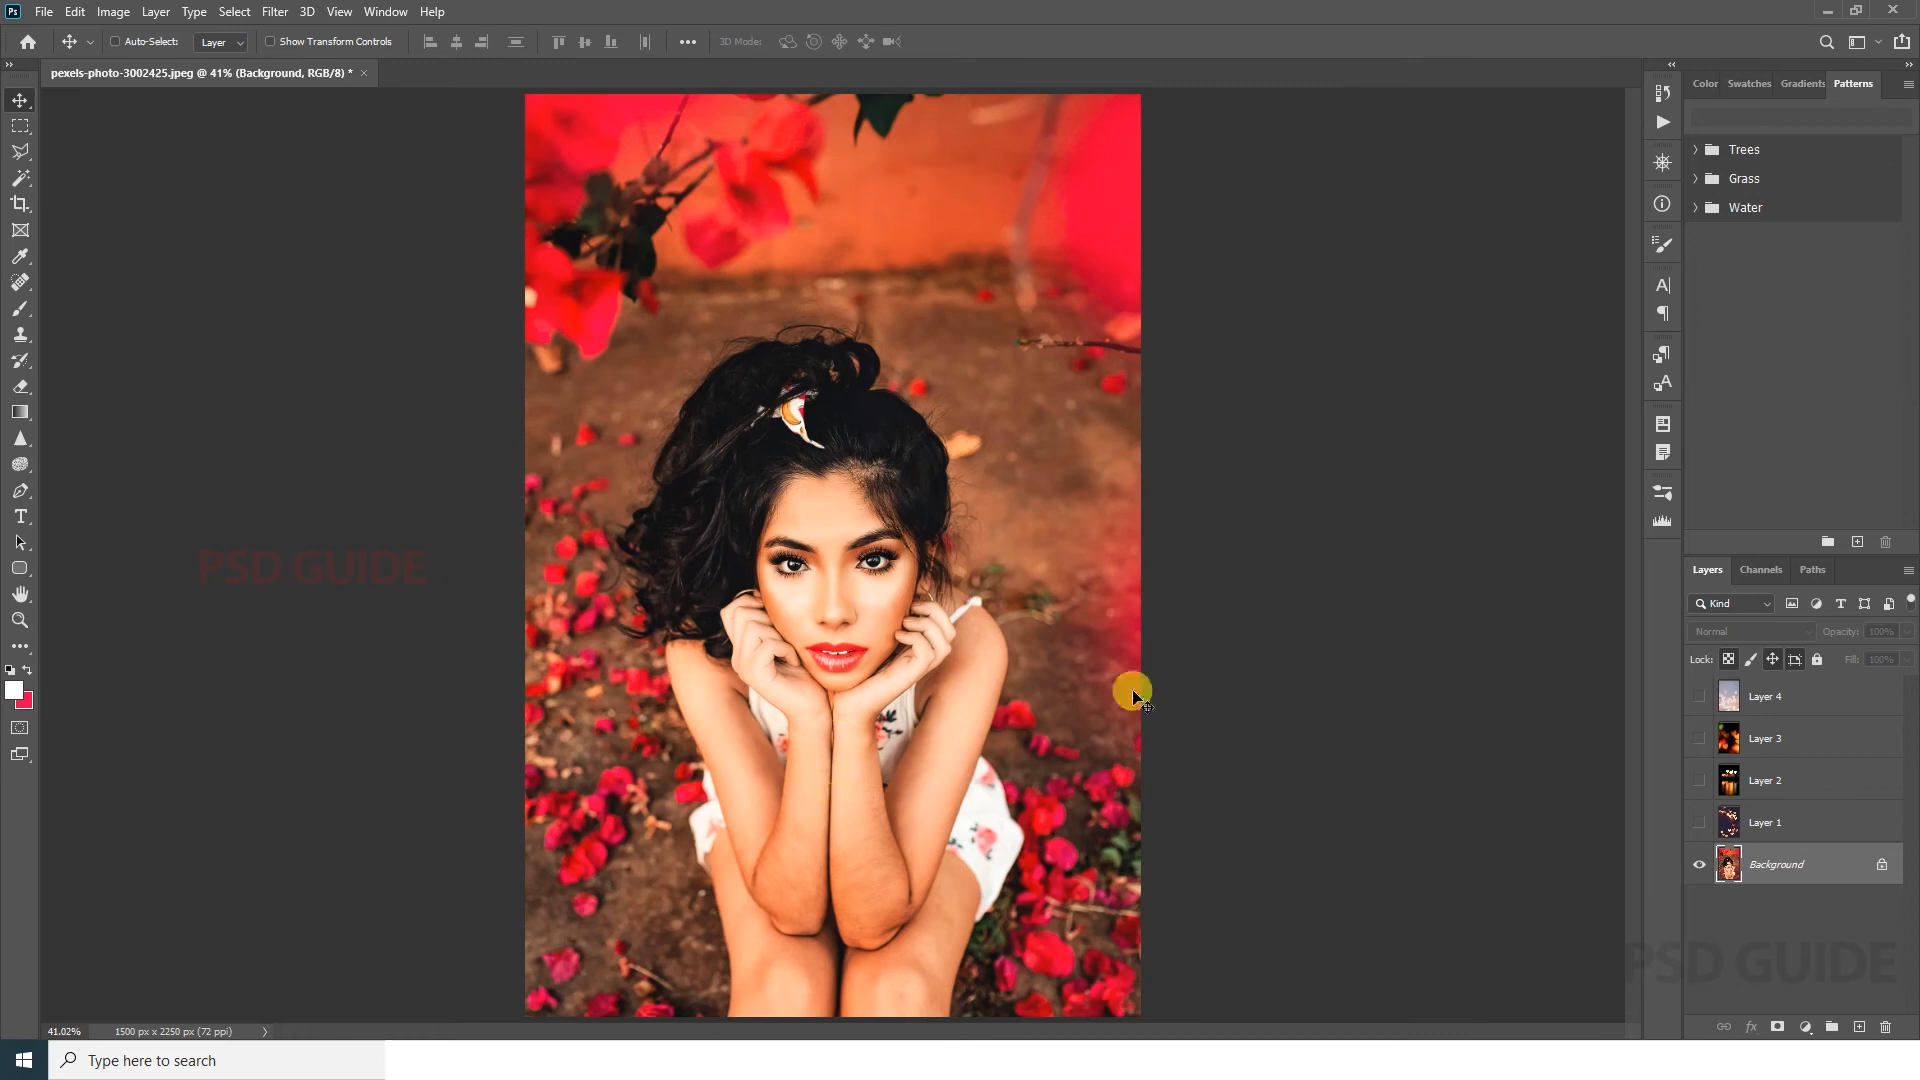 Ps File Edit Image Layer Type Select Filter 3D View Window Help
Auto-Select: Layer Show Transform Controls 3D Mode:
pexels-photo-3002425.jpeg @ 41% (Background, RGB/8) * ×
Color Swatches Gradients Patterns
Trees
Grass
Water
PSD GUIDE
Layers Channels Paths
Kind
Normal Opacity: 100%
Lock: Fill: 100%
Layer 4
Layer 3
Layer 2
Layer 1
Background
PSD GUIDE
41.02% 1500 px x 2250 px (72 ppi)
Type here to search